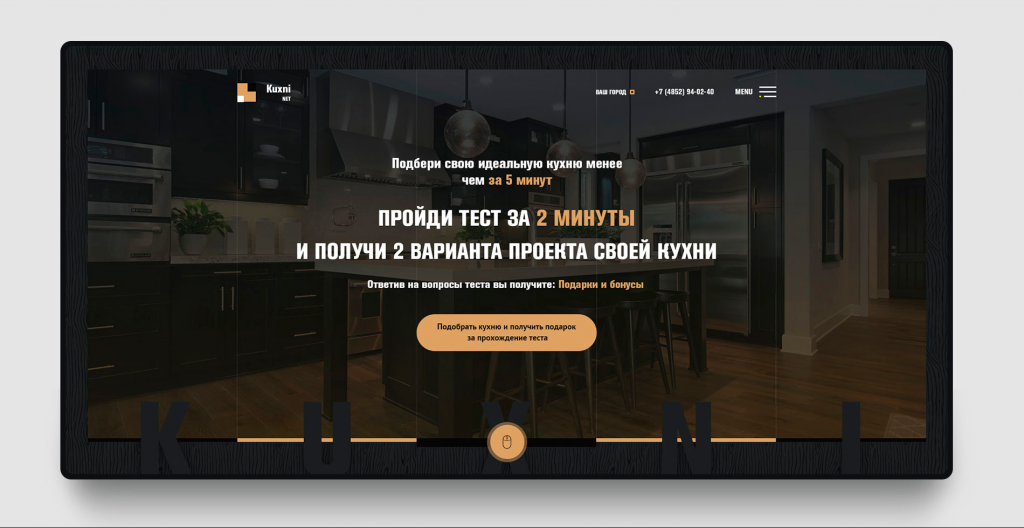 Kuxni
NET
ВАШ ГОРОД
+7 (4852) 94-02-40
MENU
Подбери свою идеальную кухню менее
чем за 5 минут
ПРОЙДИ ТЕСТ ЗА 2 МИНУТЫ
И ПОЛУЧИ 2 ВАРИАНТА ПРОЕКТА СВОЕЙ КУХНИ
Ответив на вопросы теста вы получите: Подарки и бонусы
Подобрать кухню и получить подарок
за прохождение теста
KUXNI